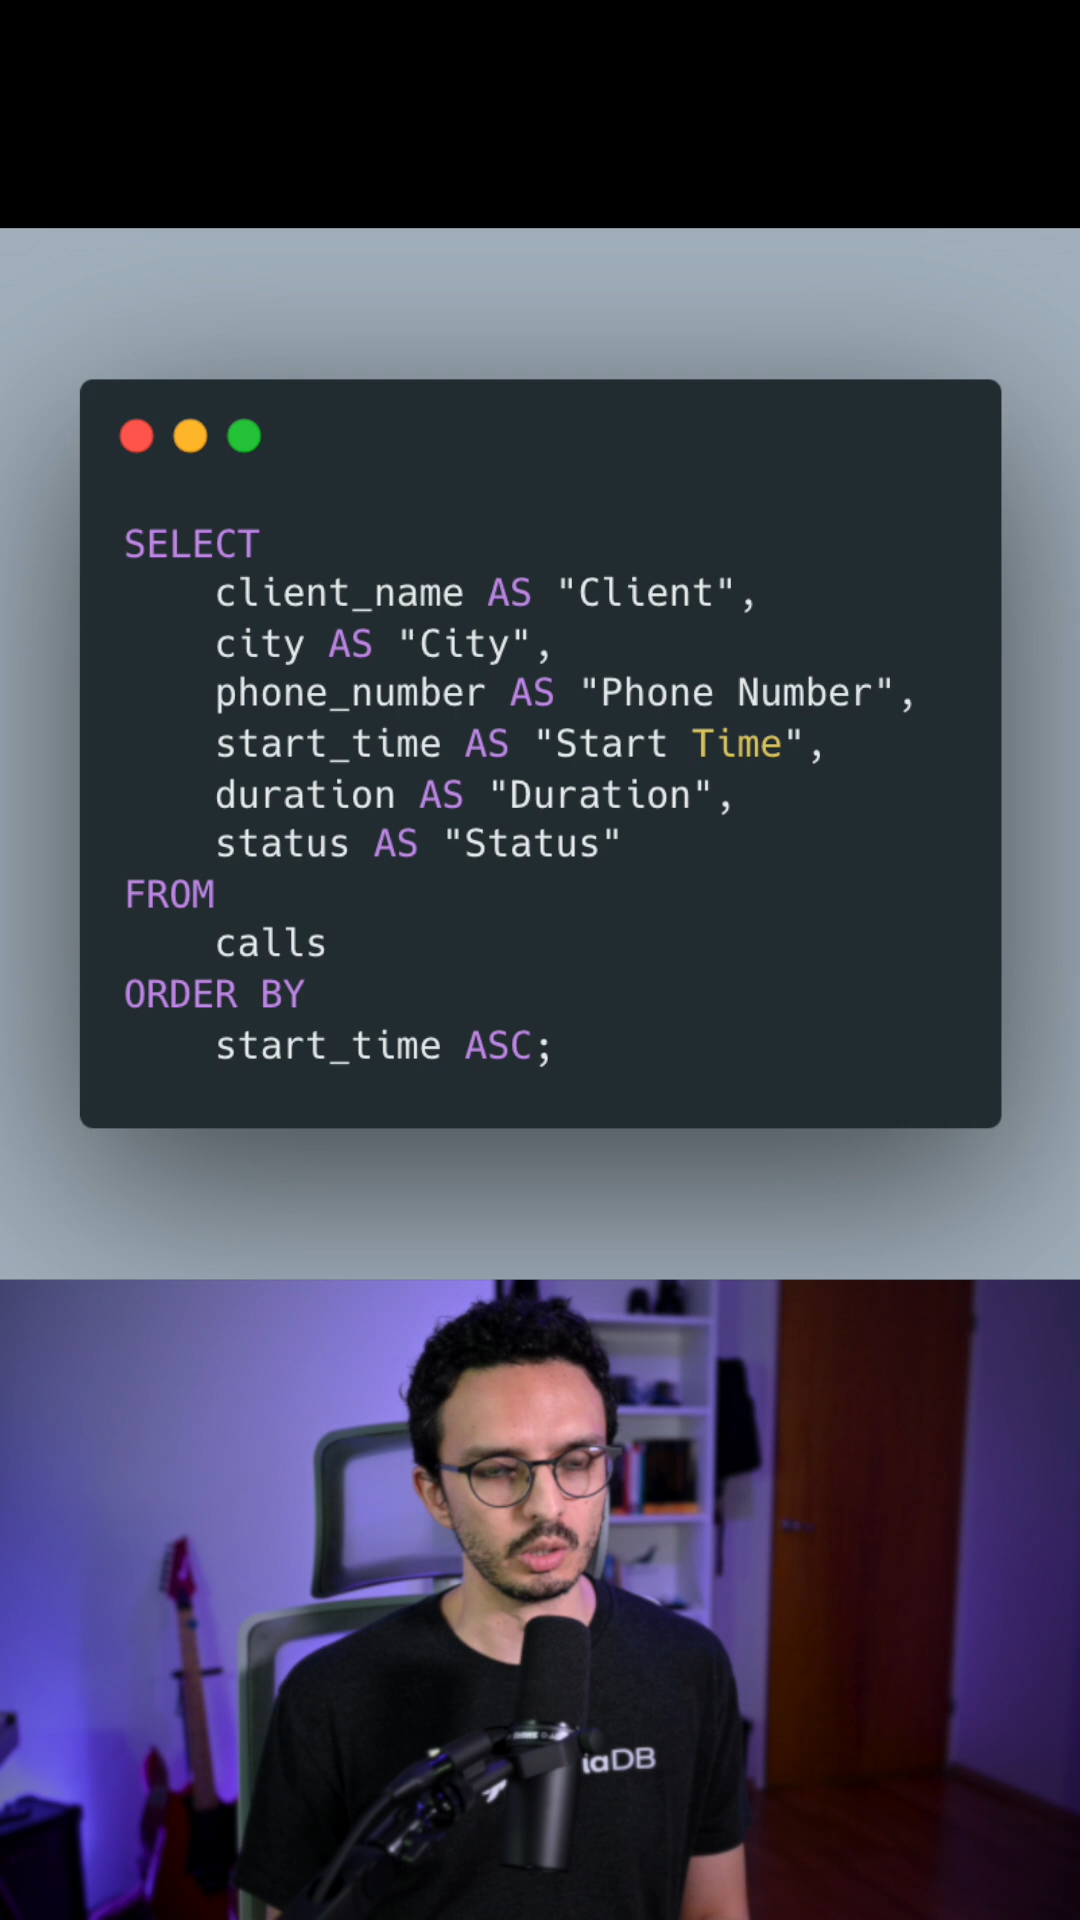 SELECT
client_name AS "Client",
city AS "City",
phone_number AS "Phone Number",
start_time AS "Start Time",
duration AS "Duration",
status AS "Status"
FROM
calls
ORDER BY
start_time ASC;
iaDB